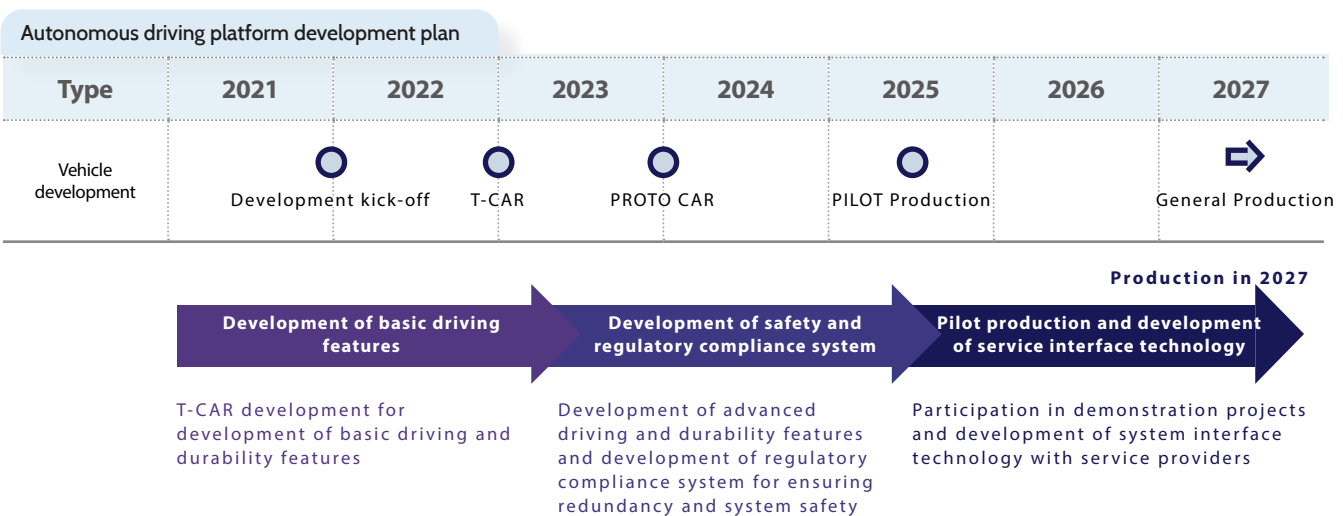 Autonomous driving platform development plan
Type 2021 2022 2023 2024 2025 2026 2027
Vehicle
development
Development kick-off T-CAR PROTO CAR PILOT Production General Production
Production in 2027
Development of basic driving
features
Development of safety and
regulatory compliance system
Pilot production and development
of service interface technology
T-CAR development for
development of basic driving and
durability features
Development of advanced
driving and durability features
and development of regulatory
compliance system for ensuring
redundancy and system safety
Participation in demonstration projects
and development of system interface
technology with service providers